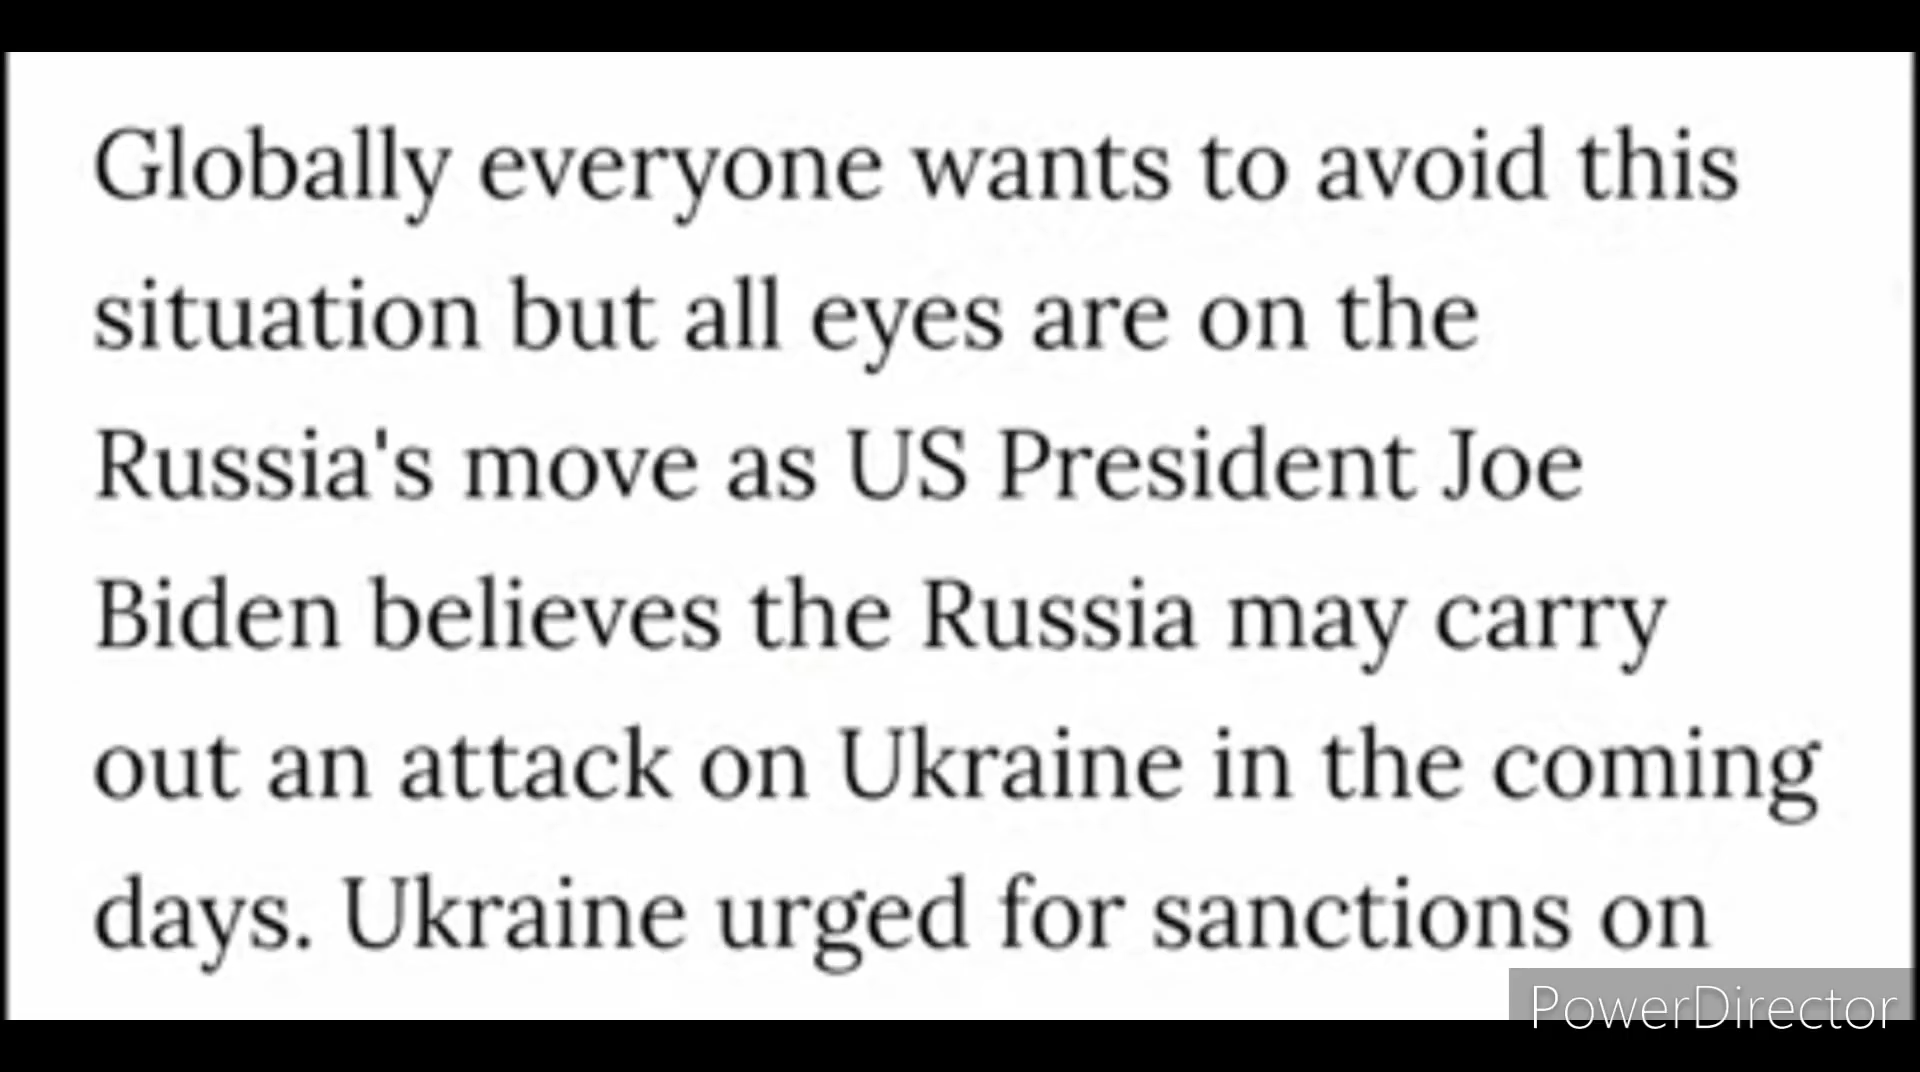 Globally everyone wants to avoid this
situation but all eyes are on the
Russia's move as US President Joe
Biden believes the Russia may carry
out an attack on Ukraine in the coming
days. Ukraine urged for sanctions on
PowerDirector